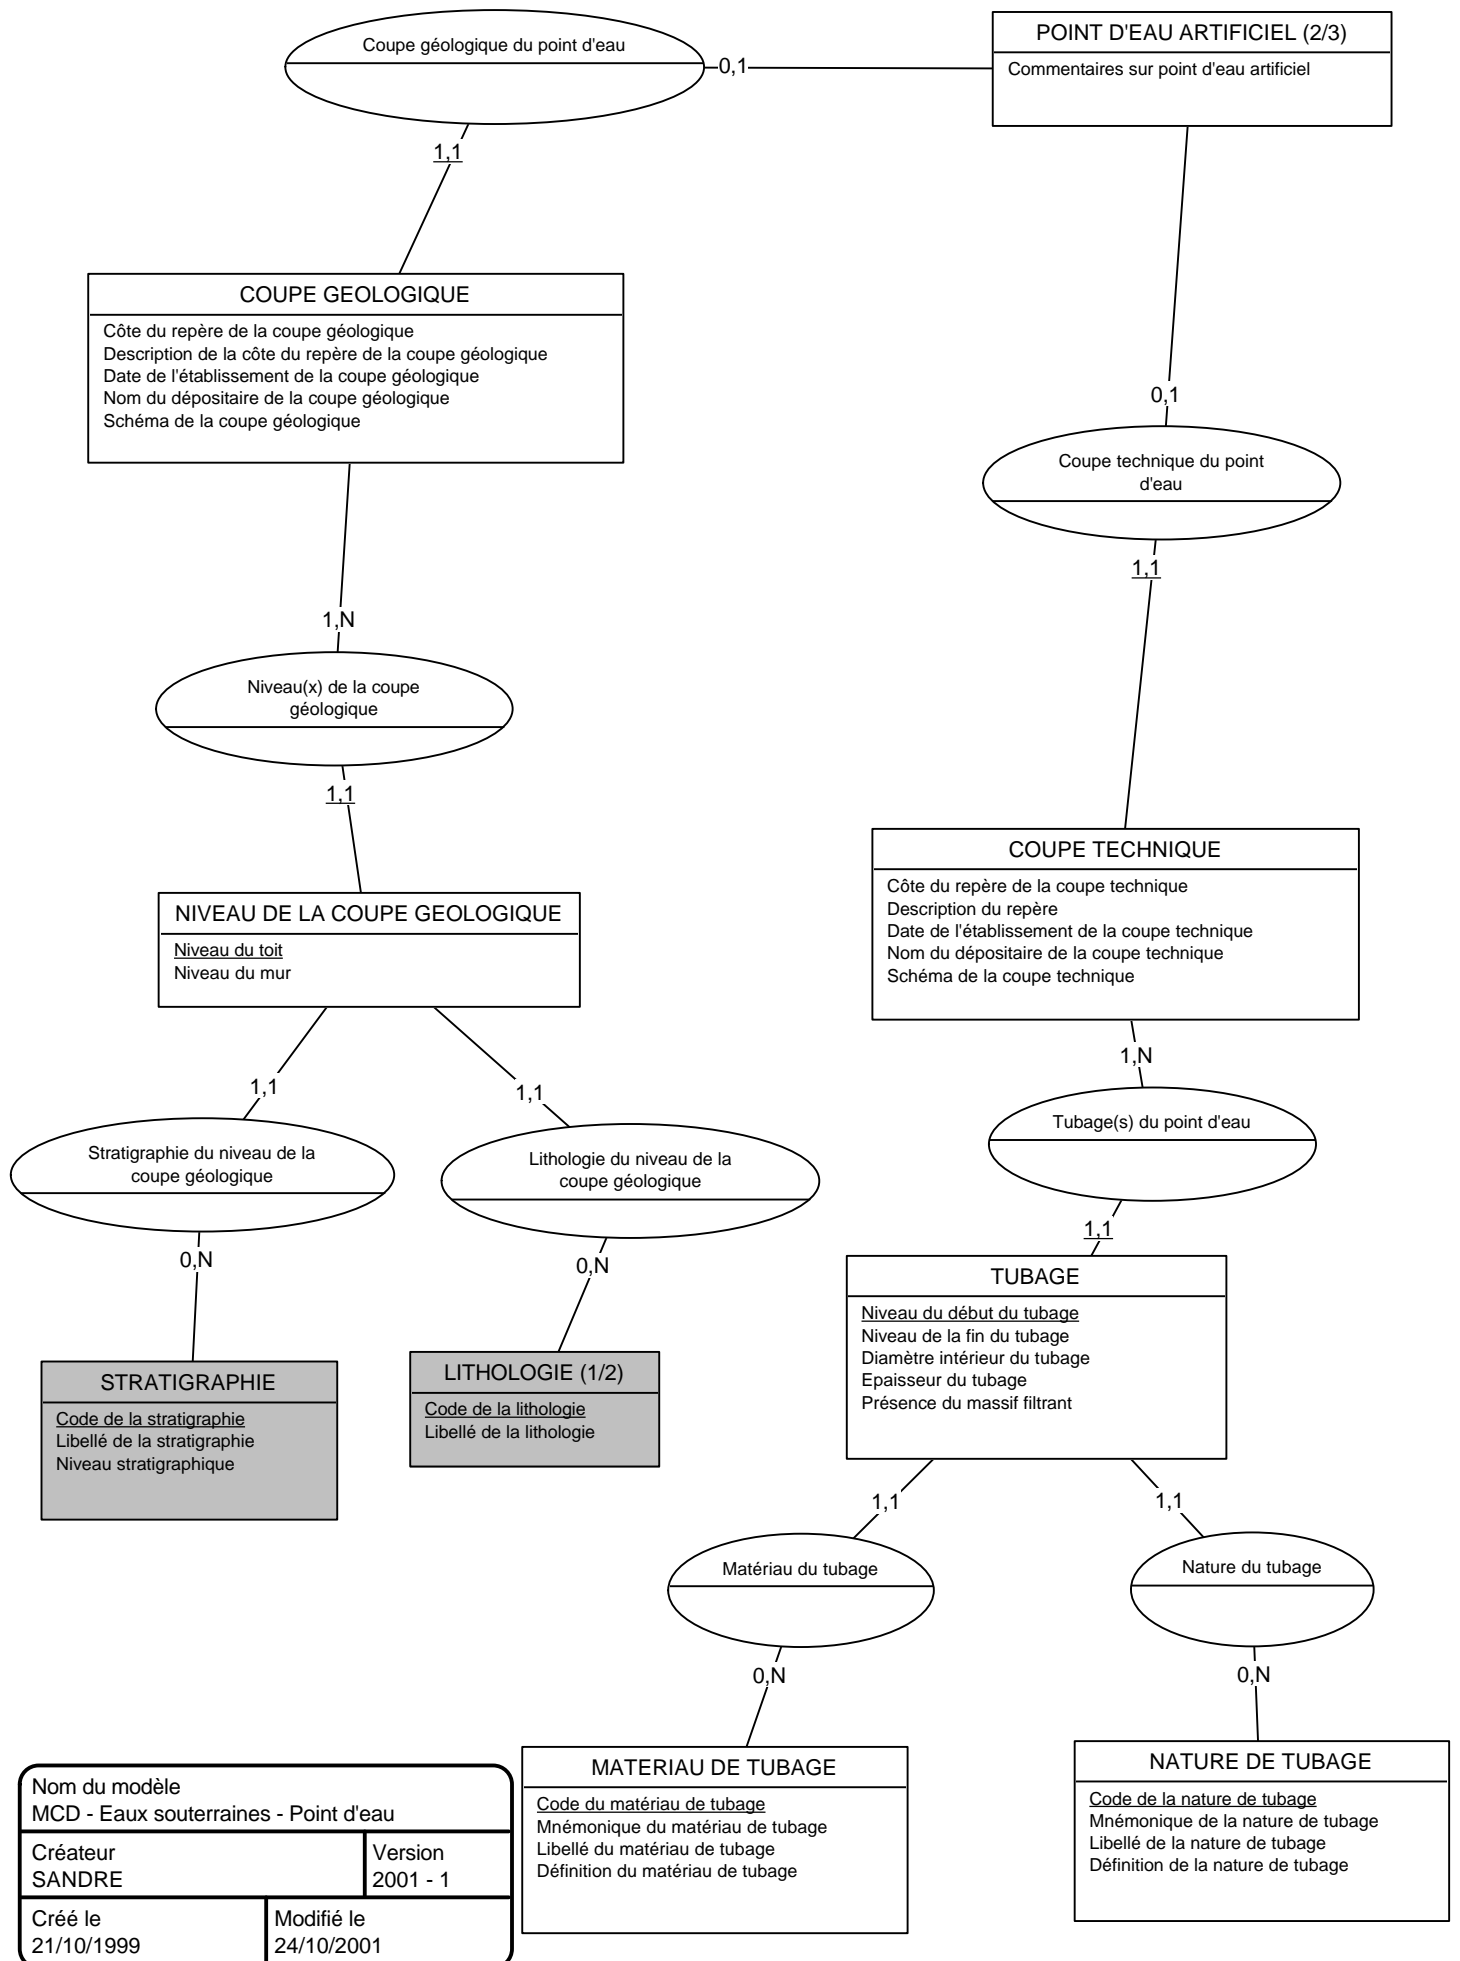 Coupe géologique du point d'eau
POINT D'EAU ARTIFICIEL (2/3)
Commentaires sur point d'eau artificiel
0,1
1,1
COUPE GEOLOGIQUE
Côte du repère de la coupe géologique
Description de la côte du repère de la coupe géologique
Date de l'établissement de la coupe géologique
Nom du dépositaire de la coupe géologique
Schéma de la coupe géologique
0,1
Coupe technique du point
d'eau
1,1
1,N
Niveau(x) de la coupe
géologique
1,1
NIVEAU DE LA COUPE GEOLOGIQUE
Niveau du toit
Niveau du mur
COUPE TECHNIQUE
Côte du repère de la coupe technique
Description du repère
Date de l'établissement de la coupe technique
Nom du dépositaire de la coupe technique
Schéma de la coupe technique
1,N
1,1
1,1
Tubage(s) du point d'eau
Stratigraphie du niveau de la
coupe géologique
Lithologie du niveau de la
coupe géologique
1,1
0,N
0,N
TUBAGE
Niveau du début du tubage
Niveau de la fin du tubage
Diamètre intérieur du tubage
Epaisseur du tubage
Présence du massif filtrant
STRATIGRAPHIE
Code de la stratigraphie
Libellé de la stratigraphie
Niveau stratigraphique
LITHOLOGIE (1/2)
Code de la lithologie
Libellé de la lithologie
1,1
1,1
Matériau du tubage
Nature du tubage
0,N
0,N
MATERIAU DE TUBAGE
Code du matériau de tubage
Mnémonique du matériau de tubage
Libellé du matériau de tubage
Définition du matériau de tubage
NATURE DE TUBAGE
Code de la nature de tubage
Mnémonique de la nature de tubage
Libellé de la nature de tubage
Définition de la nature de tubage
Nom du modèle
MCD - Eaux souterraines - Point d'eau
Créateur
SANDRE
Version
2001 - 1
Créé le
21/10/1999
Modifié le
24/10/2001